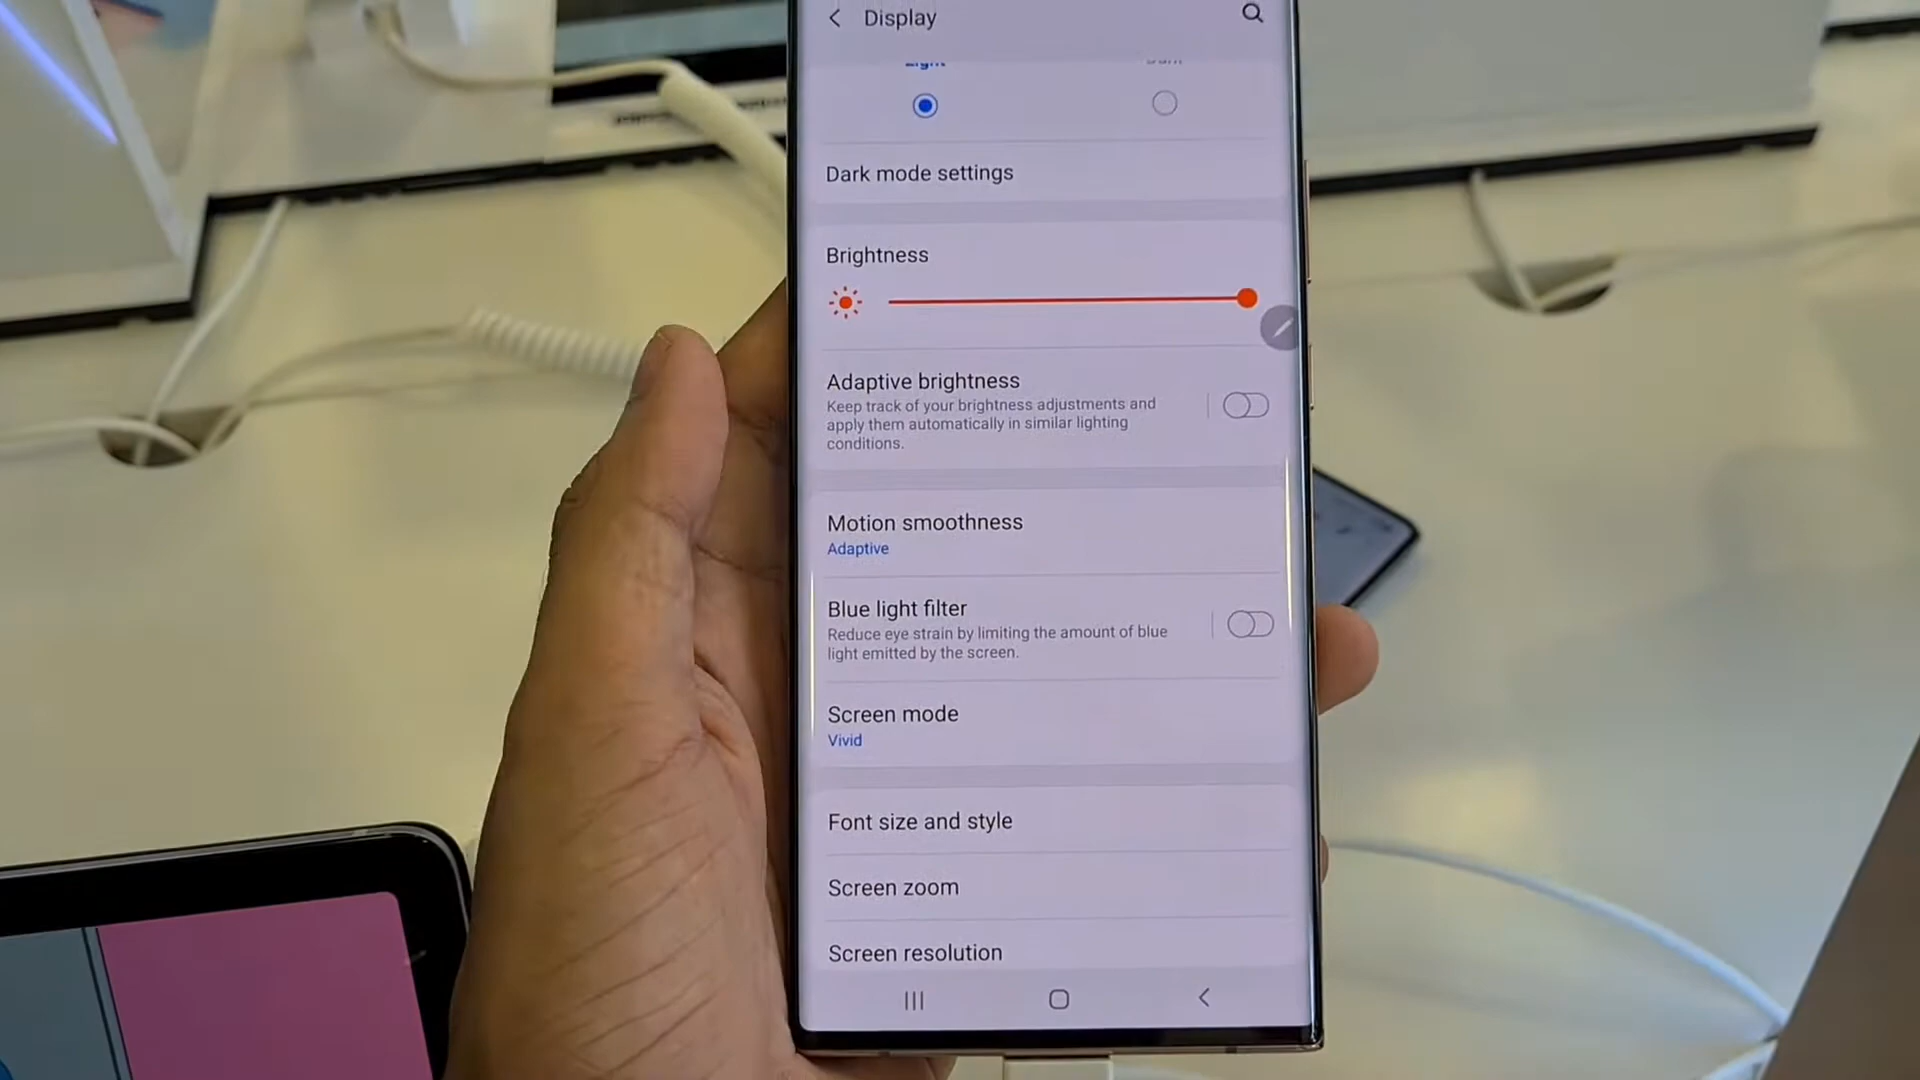 Display
Light
Dark mode settings
Brightness
Adaptive brightness
Keep track of your brightness adjustments and
apply them automatically in similar lighting
conditions.
Motion smoothness
Adaptive
Blue light filter
Reduce eye strain by limiting the amount of blue
light emitted by the screen.
Screen mode
Vivid
Font size and style
Screen zoom
Screen resolution